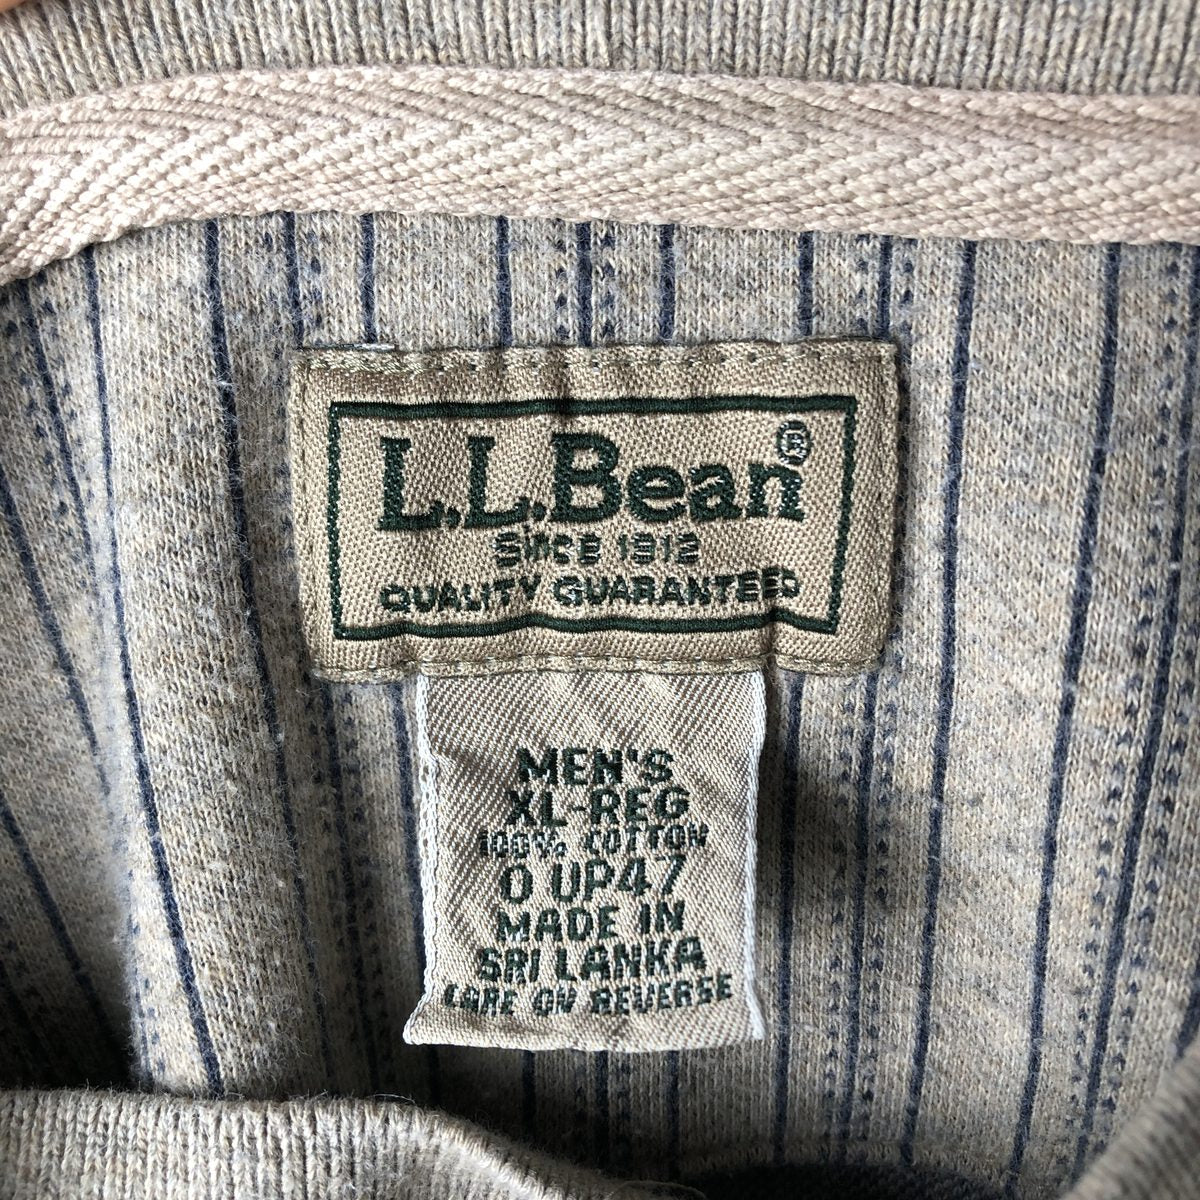 L.L.Bean®
SINCE 1912
QUALITY GUARANTEED
MEN'S
XL-REG
100% COTTON
0 UP47
MADE IN
SRI LANKA
CARE ON REVERSE